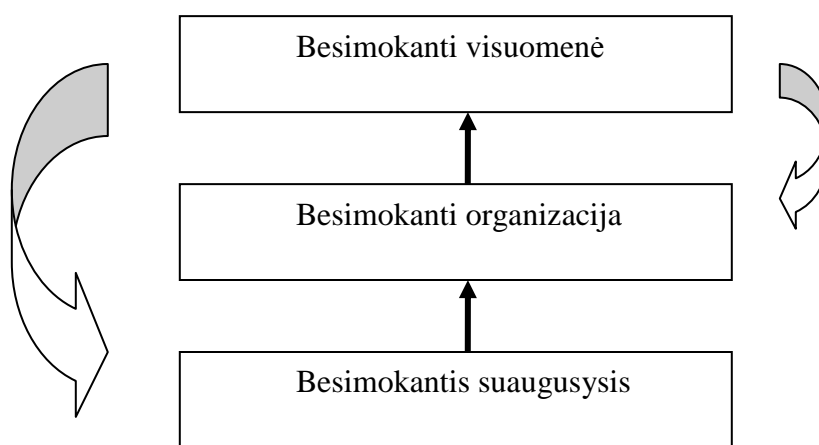 Besimokanti visuomenė
Besimokanti organizacija
Besimokantis suaugusysis